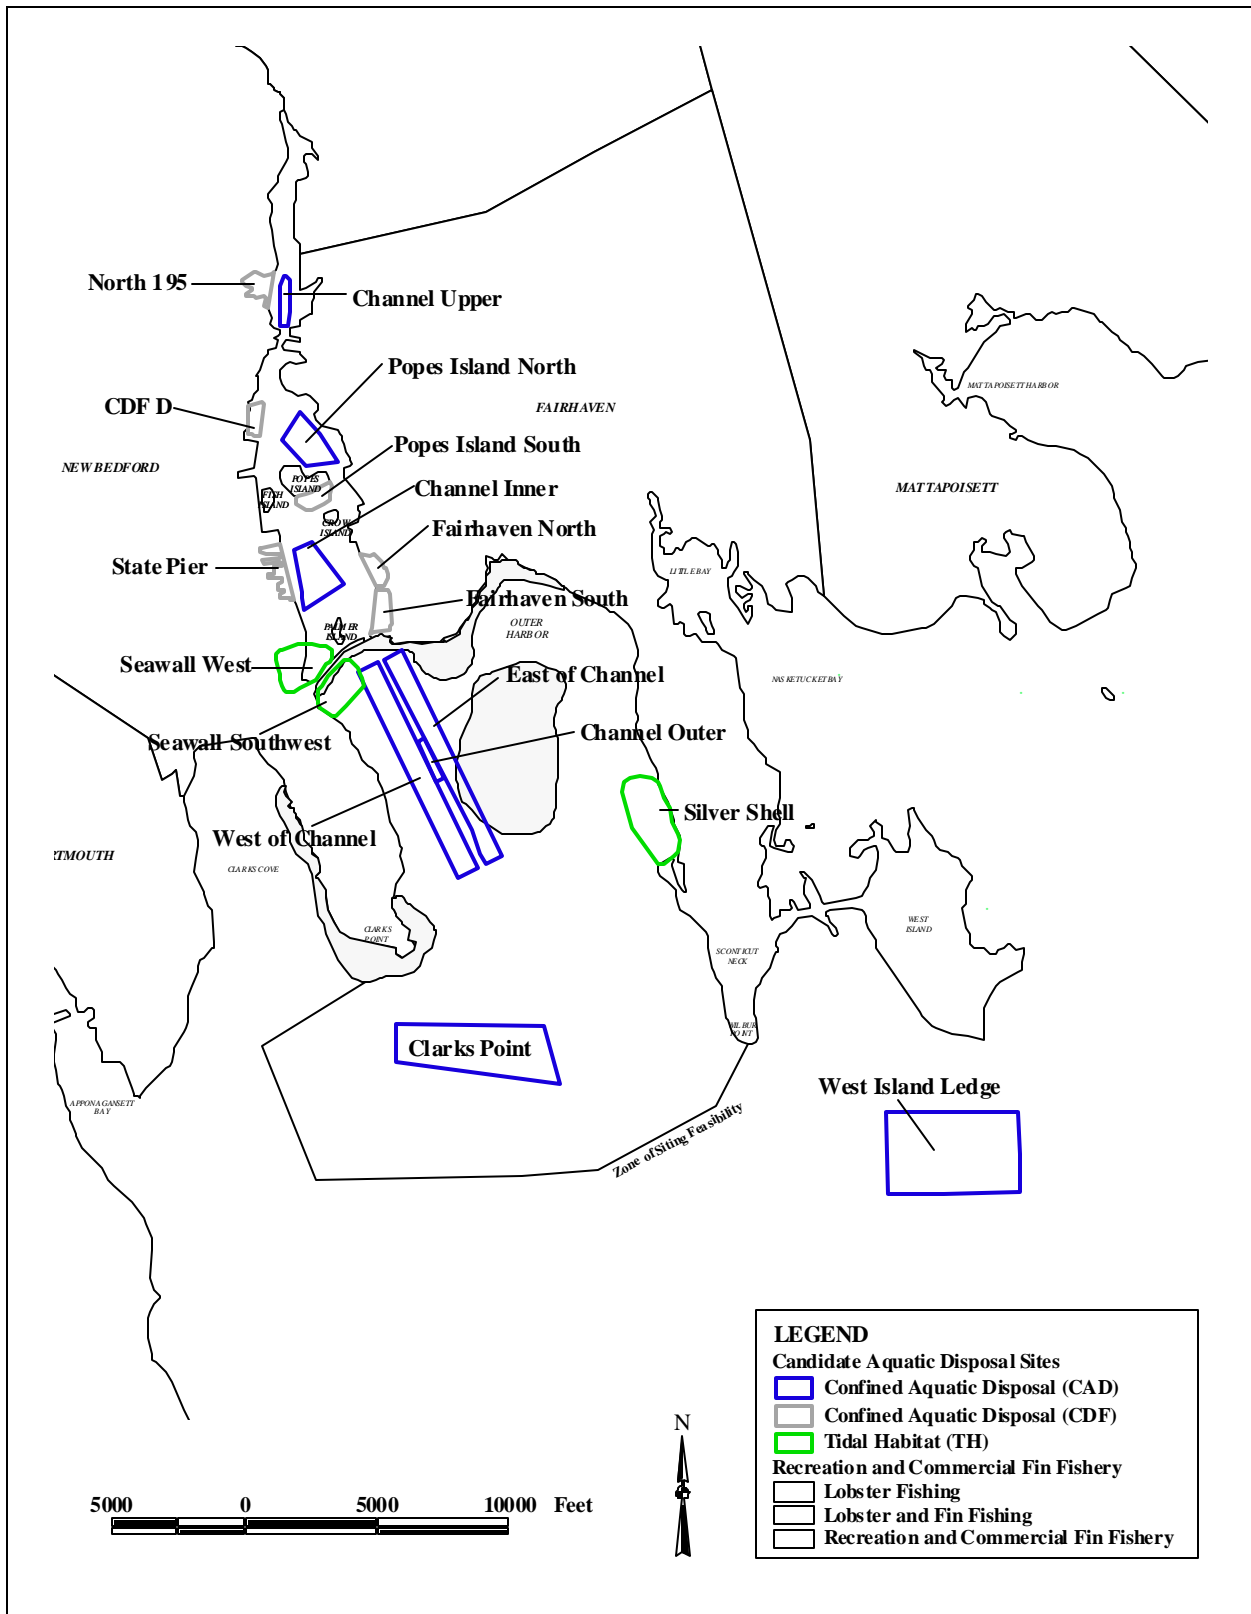 North 195
Channel Upper
Popes Island North
CDF D
FAIRHAVEN
MATTAPOISETT HARBOR
Popes Island South
NEW BEDFORD
POPES
ISLAND
Channel Inner
MATTAPOISETT
FISH
ISLAND
CROW
ISLAND
Fairhaven North
State Pier
LITTLE BAY
Fairhaven South
PALMER
ISLAND
OUTER
HARBOR
Seawall West
East of Channel
NASKETUCKET BAY
Seawall Southwest
Channel Outer
Silver Shell
West of Channel
RTMOUTH
CLARKS COVE
CLARKS
POINT
WEST
ISLAND
SCONTICUT
NECK
WILBUR
POINT
Clarks Point
West Island Ledge
APPONAGANSETT
BAY
Zone of Siting Feasibility
LEGEND
Candidate Aquatic Disposal Sites
Confined Aquatic Disposal (CAD)
Confined Aquatic Disposal (CDF)
Tidal Habitat (TH)
Recreation and Commercial Fin Fishery
Lobster Fishing
Lobster and Fin Fishing
Recreation and Commercial Fin Fishery
N
5000 0 5000 10000 Feet